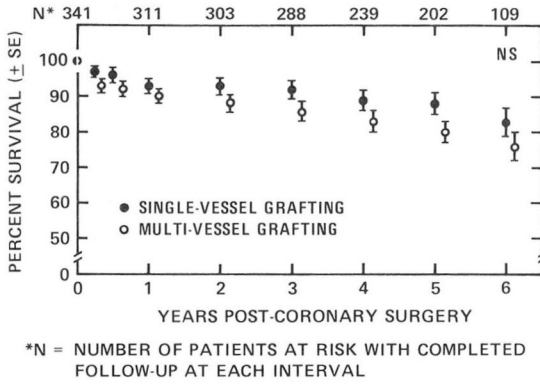 N* 341 311 303 288 239 202 109
NS
PERCENT SURVIVAL (± SE)
100
90
80
70
60
50
0
● SINGLE-VESSEL GRAFTING
○ MULTI-VESSEL GRAFTING
0 1 2 3 4 5 6
YEARS POST-CORONARY SURGERY
*N = NUMBER OF PATIENTS AT RISK WITH COMPLETED
FOLLOW-UP AT EACH INTERVAL